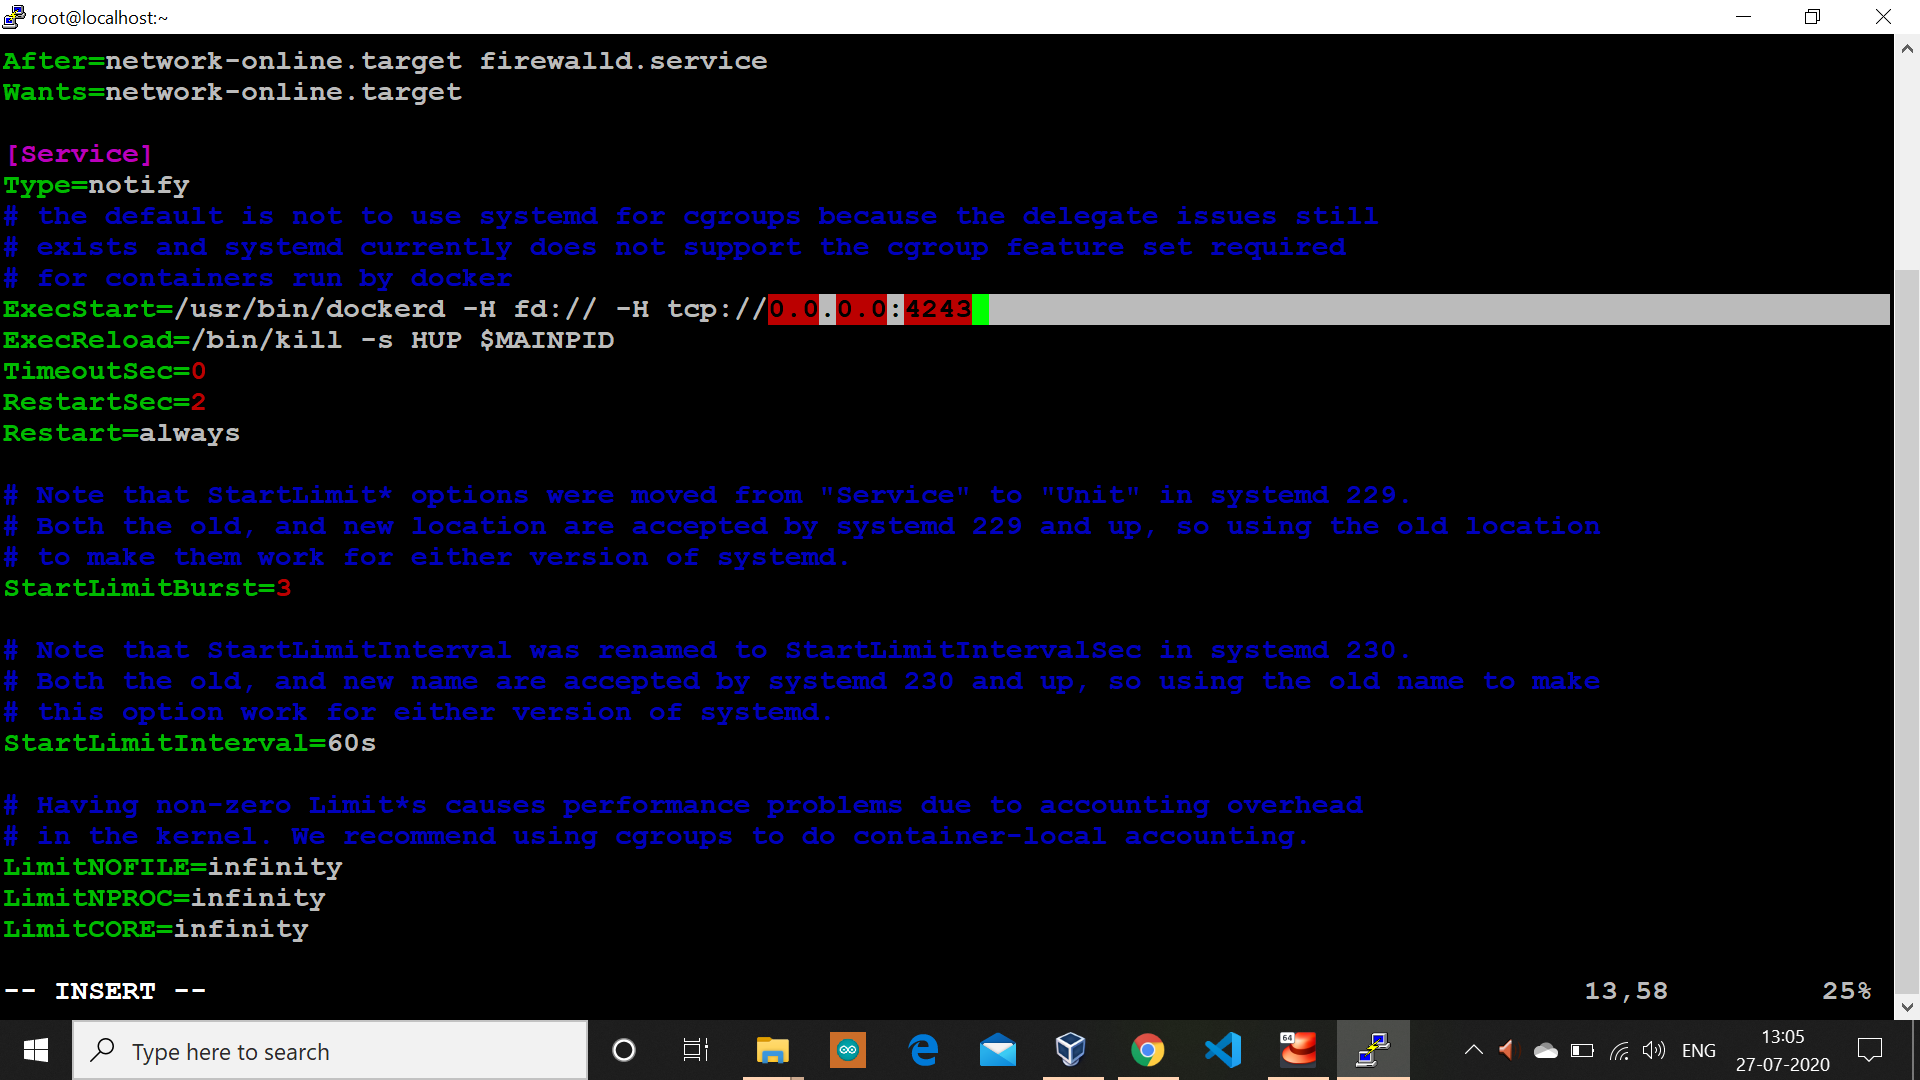 root@localhost:~
After=network-online.target firewalld.service
Wants=network-online.target
[Service]
Type=notify
# the default is not to use systemd for cgroups because the delegate issues still
# exists and systemd currently does not support the cgroup feature set required
# for containers run by docker
ExecStart=/usr/bin/dockerd -H fd:// -H tcp://0.0.0.0:4243
ExecReload=/bin/kill -s HUP $MAINPID
TimeoutSec=0
RestartSec=2
Restart=always
# Note that StartLimit* options were moved from "Service" to "Unit" in systemd 229.
# Both the old, and new location are accepted by systemd 229 and up, so using the old location
# to make them work for either version of systemd.
StartLimitBurst=3
# Note that StartLimitInterval was renamed to StartLimitIntervalSec in systemd 230.
# Both the old, and new name are accepted by systemd 230 and up, so using the old name to make
# this option work for either version of systemd.
StartLimitInterval=60s
# Having non-zero Limit*s causes performance problems due to accounting overhead
# in the kernel. We recommend using cgroups to do container-local accounting.
LimitNOFILE=infinity
LimitNPROC=infinity
LimitCORE=infinity
-- INSERT -- 13,58 25%
Type here to search
64
ENG
13:05
27-07-2020